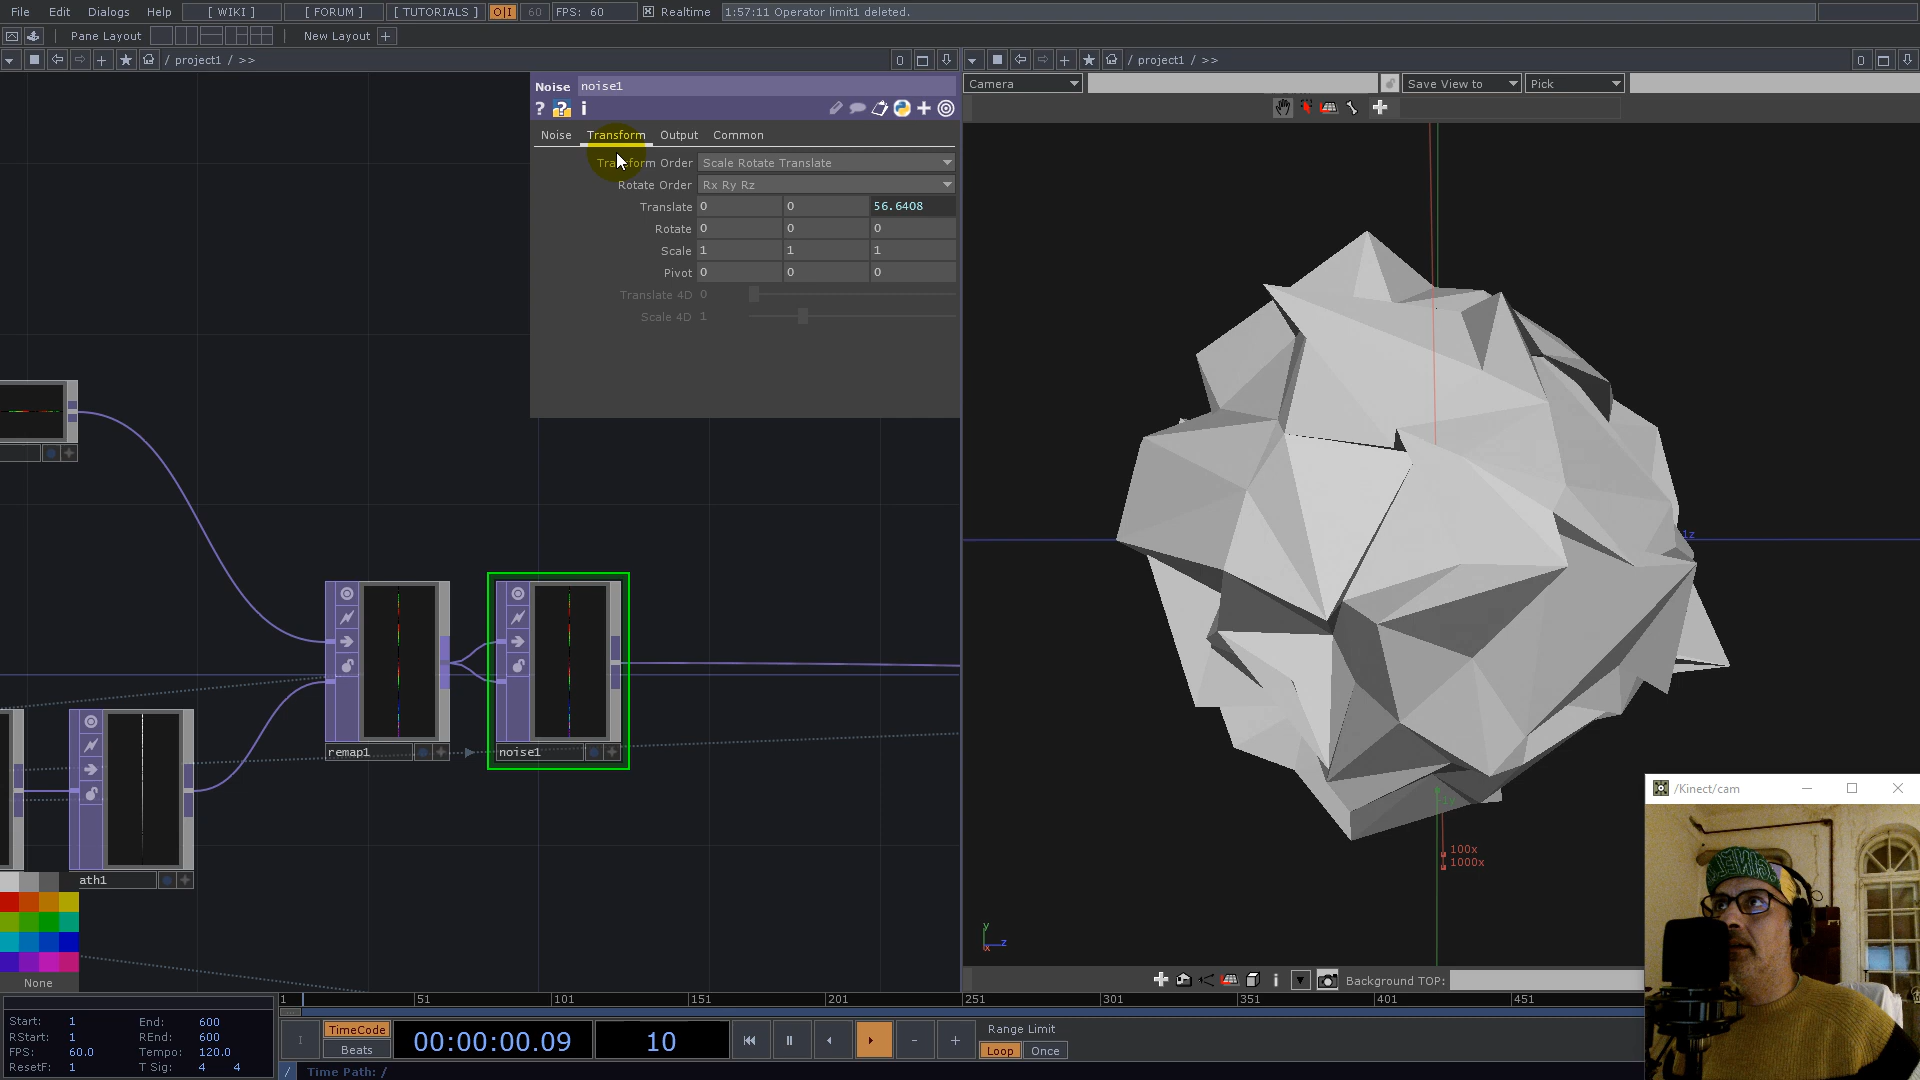 File Edit Dialogs Help [ WIKI ] [ FORUM ] [ TUTORIALS ] O|I 60 FPS: 60 Realtime 1:57:11 Operator limit1 deleted.
Pane Layout New Layout +
/ project1 / >> 0
/ project1 / >> 0
Camera Save View to Pick
Noise noise1
? ? i
Noise Transform Output Common
Transform Order Scale Rotate Translate
Rotate Order Rx Ry Rz
Translate 0 0 56.6408
Rotate 0 0 0
Scale 1 1 1
Pivot 0 0 0
Translate 4D 0
Scale 4D 1
remap1
noise1
ath1
None
1z
1y
100x
1000x
y
z
x
Background TOP:
/Kinect/cam
1 51 101 151 201 251 301 351 401 451
Start: 1 End: 600
RStart: 1 REnd: 600
FPS: 60.0 Tempo: 120.0
ResetF: 1 T Sig: 4 4
TimeCode
Beats
00:00:00.09
10
Range Limit
Loop Once
/ Time Path: /